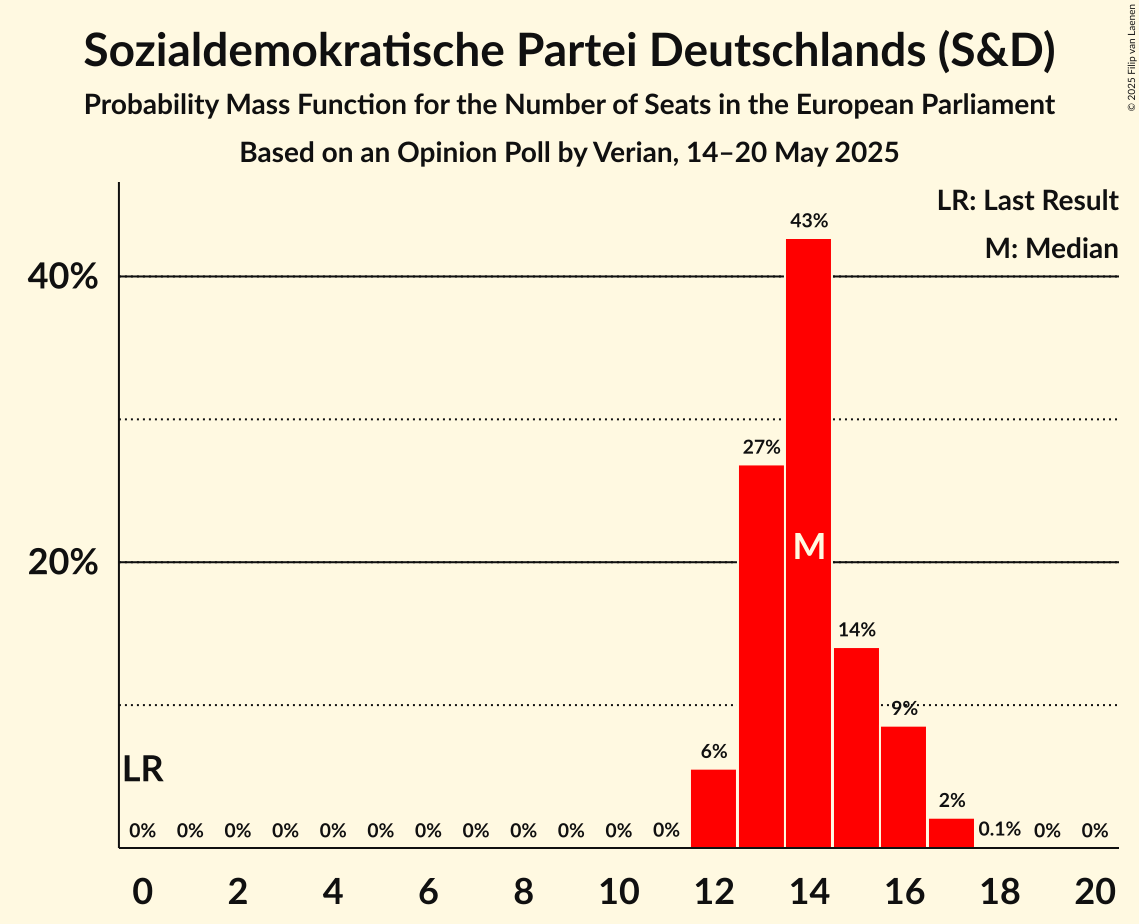 Sozialdemokratische Partei Deutschlands (S&D)
Probability Mass Function for the Number of Seats in the European Parliament
Based on an Opinion Poll by Verian, 14–20 May 2025
© 2025 Filip van Laenen
LR: Last Result
M: Median
40%
20%
43%
27%
M
14%
9%
6%
2%
LR
0% 0% 0% 0% 0% 0% 0% 0% 0% 0% 0% 0% 0.1% 0% 0%
0 2 4 6 8 10 12 14 16 18 20